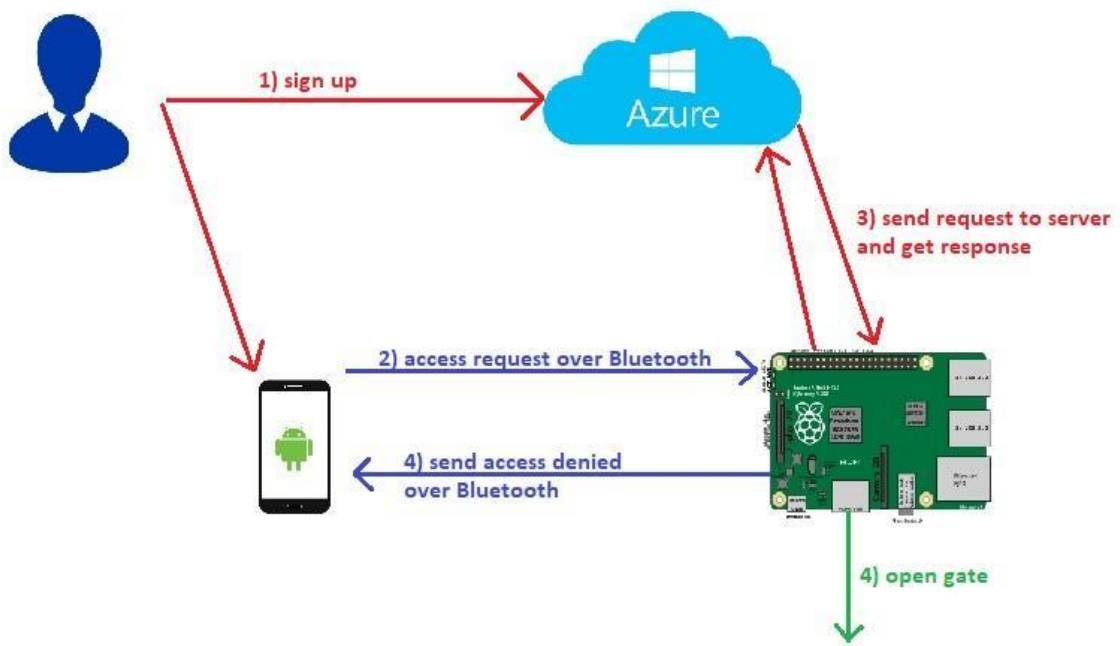 1) sign up
Azure
3) send request to server
and get response
2) access request over Bluetooth
4) send access denied
over Bluetooth
4) open gate